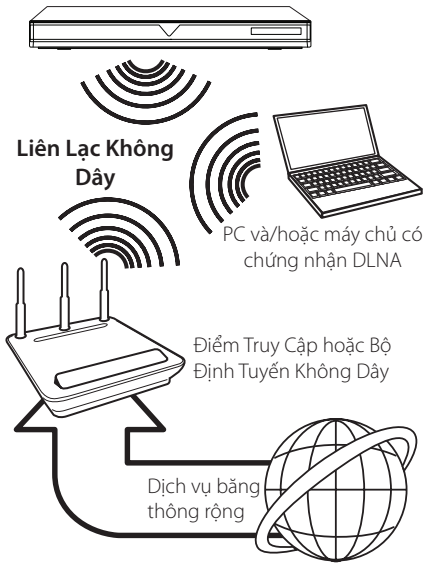 Liên Lạc Không
Dây
PC và/hoặc máy chủ có
chứng nhận DLNA
Điểm Truy Cập hoặc Bộ
Định Tuyến Không Dây
Dịch vụ băng
thông rộng